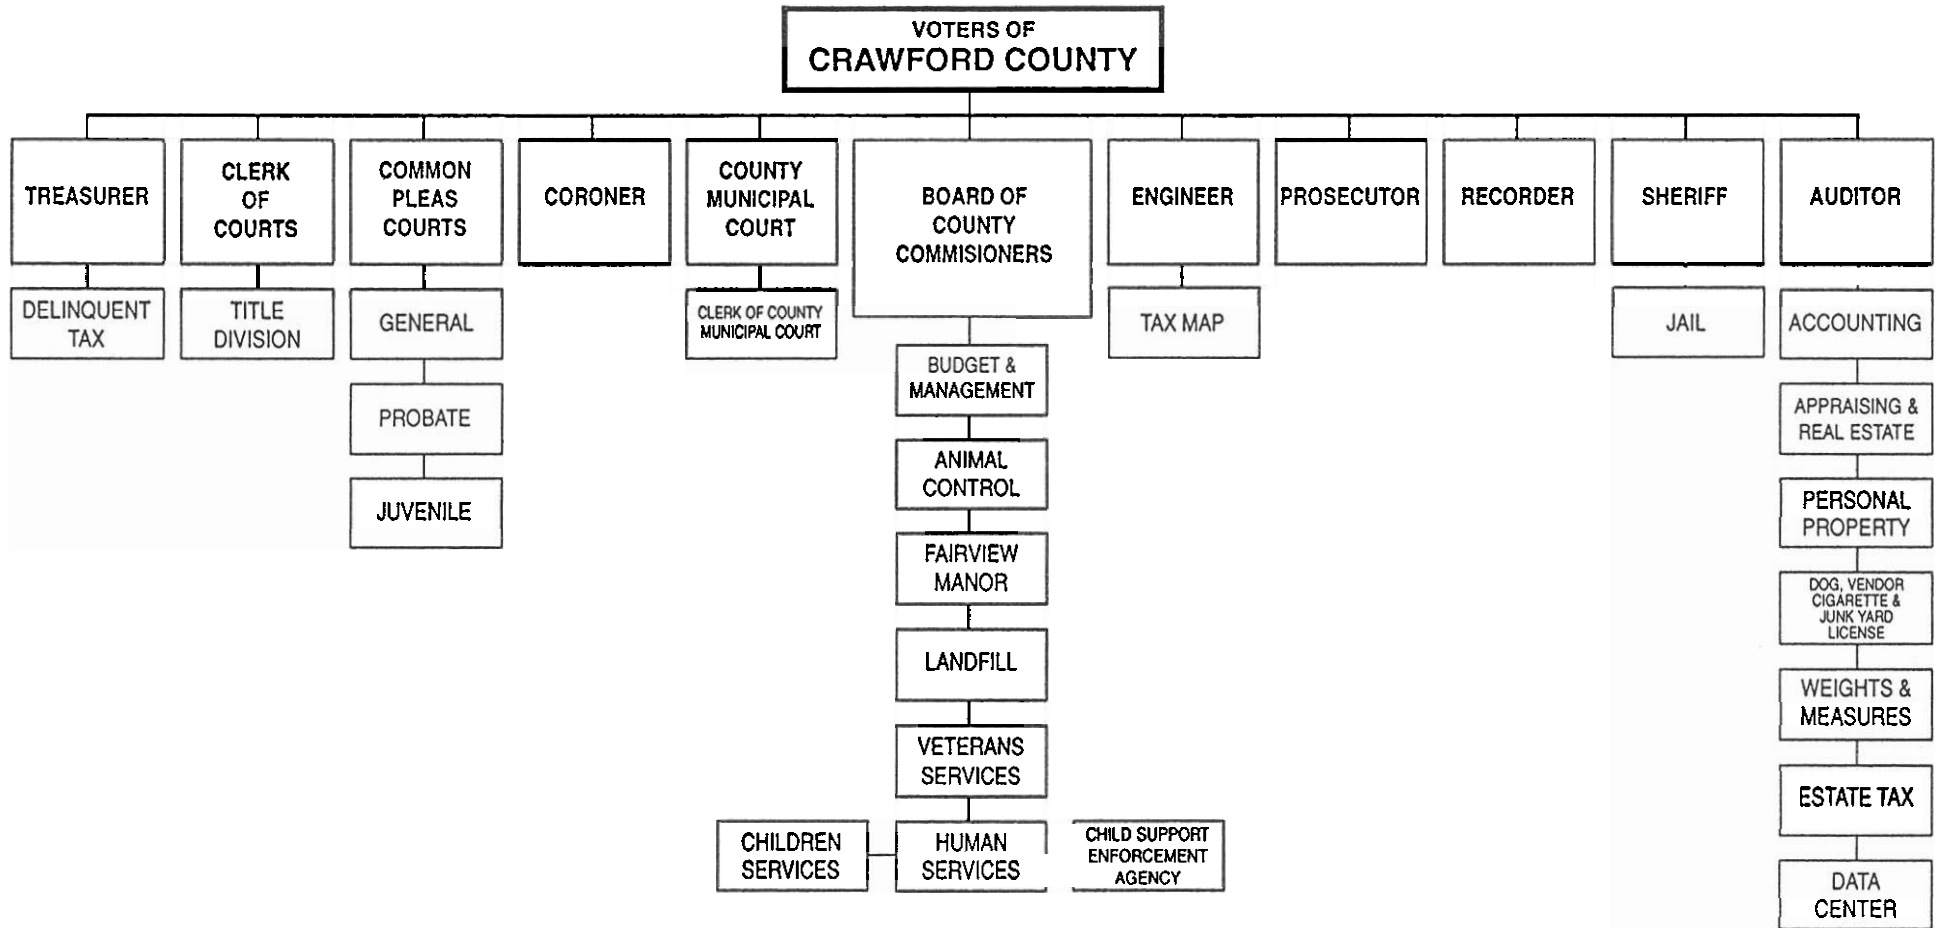 VOTERS OF
CRAWFORD COUNTY
TREASURER
CLERK
OF
COURTS
COMMON
PLEAS
COURTS
CORONER
COUNTY
MUNICIPAL
COURT
BOARD OF
COUNTY
COMMISIONERS
ENGINEER
PROSECUTOR
RECORDER
SHERIFF
AUDITOR
DELINQUENT
TAX
TITLE
DIVISION
GENERAL
PROBATE
JUVENILE
CLERK OF COUNTY
MUNICIPAL COURT
BUDGET &
MANAGEMENT
ANIMAL
CONTROL
FAIRVIEW
MANOR
LANDFILL
VETERANS
SERVICES
CHILDREN
SERVICES
HUMAN
SERVICES
CHILD SUPPORT
ENFORCEMENT
AGENCY
TAX MAP
JAIL
ACCOUNTING
APPRAISING &
REAL ESTATE
PERSONAL
PROPERTY
DOG, VENDOR
CIGARETTE &
JUNK YARD
LICENSE
WEIGHTS &
MEASURES
ESTATE TAX
DATA
CENTER